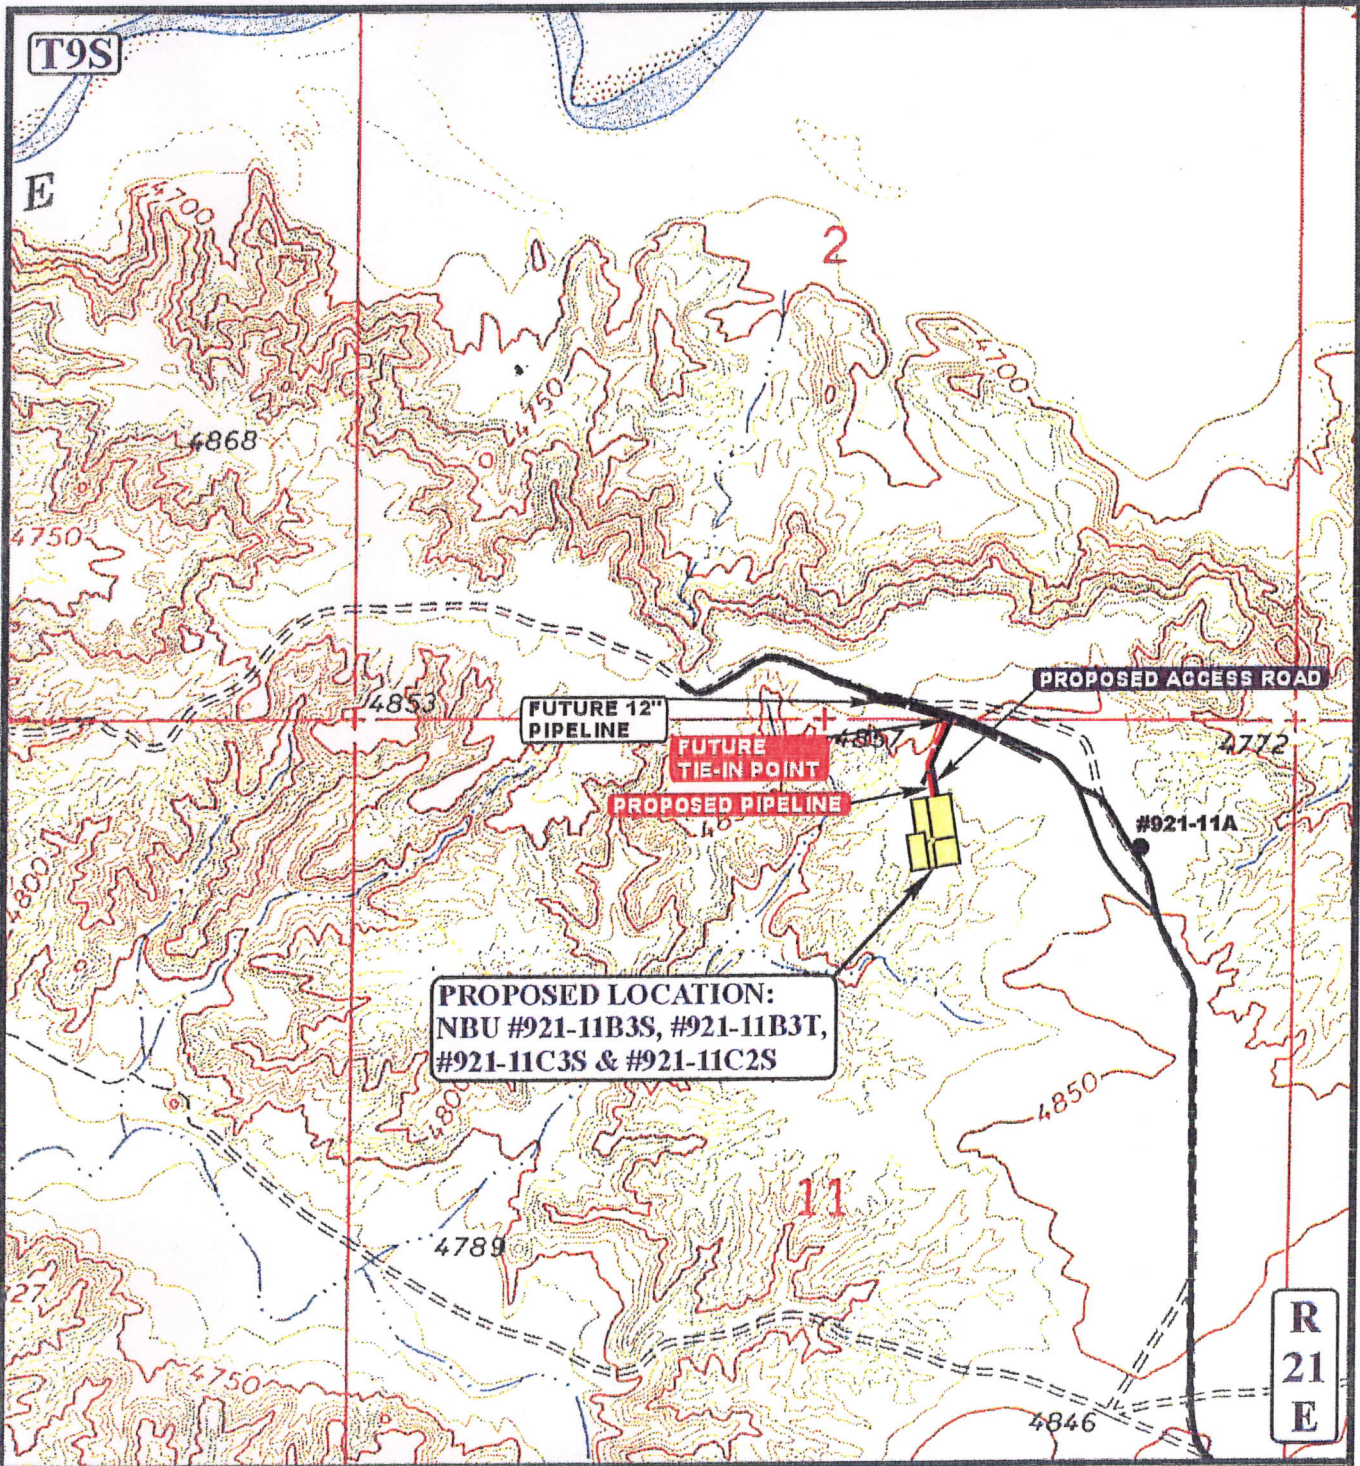 T9S
E
4700
2
4700
4750
4868
4750
PROPOSED ACCESS ROAD
4853
FUTURE 12"
PIPELINE
4857
4772
FUTURE
TIE-IN POINT
PROPOSED PIPELINE
#921-11A
4800
PROPOSED LOCATION:
NBU #921-11B3S, #921-11B3T,
#921-11C3S & #921-11C2S
4850
4800
11
4789
27
R
21
E
4750
4846